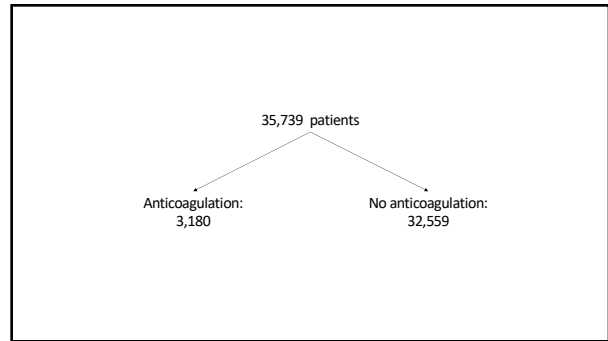 35,739 patients
Anticoagulation:
3,180
No anticoagulation:
32,559